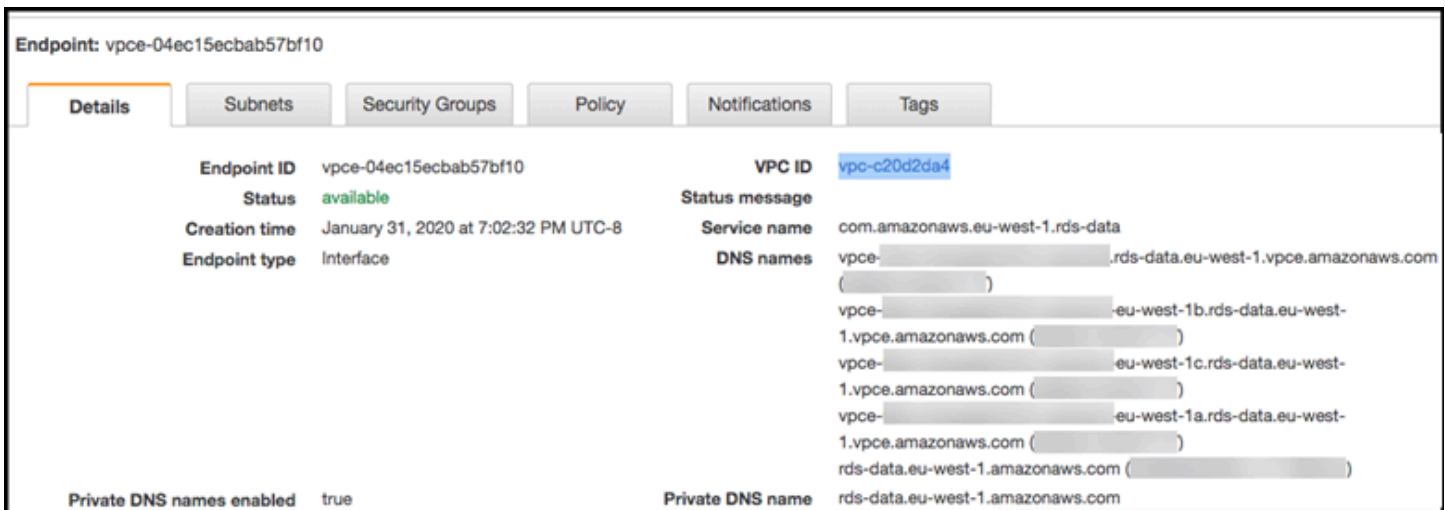 Endpoint: vpce-04ec15ecbab57bf10
Details Subnets Security Groups Policy Notifications Tags
Endpoint ID vpce-04ec15ecbab57bf10
Status available
Creation time January 31, 2020 at 7:02:32 PM UTC-8
Endpoint type Interface
Private DNS names enabled true
VPC ID vpc-c20d2da4
Status message
Service name com.amazonaws.eu-west-1.rds-data
DNS names vpce- .rds-data.eu-west-1.vpce.amazonaws.com
( )
vpce- -eu-west-1b.rds-data.eu-west-
1.vpce.amazonaws.com ( )
vpce- -eu-west-1c.rds-data.eu-west-
1.vpce.amazonaws.com ( )
vpce- -eu-west-1a.rds-data.eu-west-
1.vpce.amazonaws.com ( )
rds-data.eu-west-1.amazonaws.com ( )
Private DNS name rds-data.eu-west-1.amazonaws.com